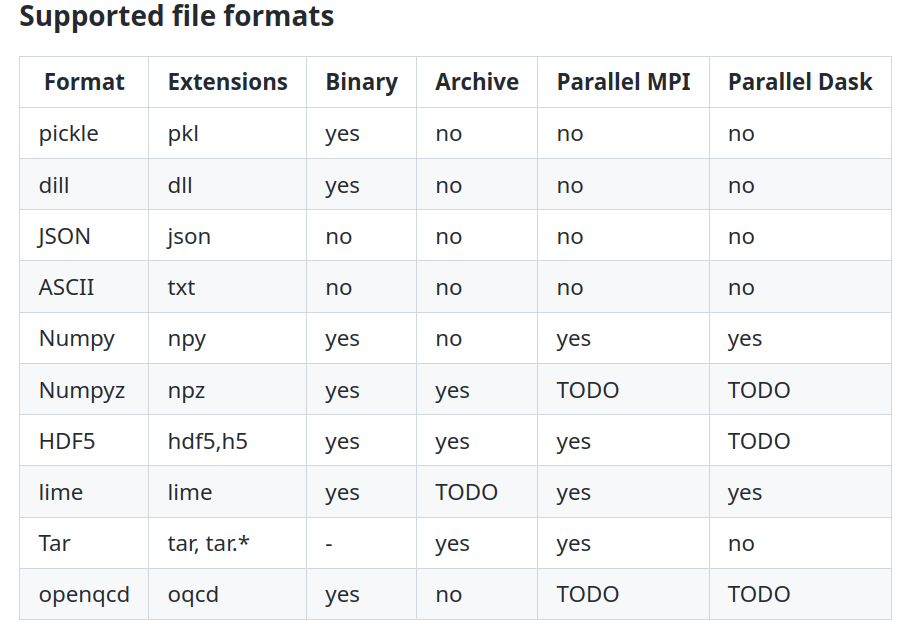 Supported file formats
Format Extensions Binary Archive Parallel MPI Parallel Dask
pickle pkl yes no no no
dill dll yes no no no
JSON json no no no no
ASCII txt no no no no
Numpy npy yes no yes yes
Numpyz npz yes yes TODO TODO
HDF5 hdf5,h5 yes yes yes TODO
lime lime yes TODO yes yes
Tar tar, tar.* - yes yes no
openqcd oqcd yes no TODO TODO